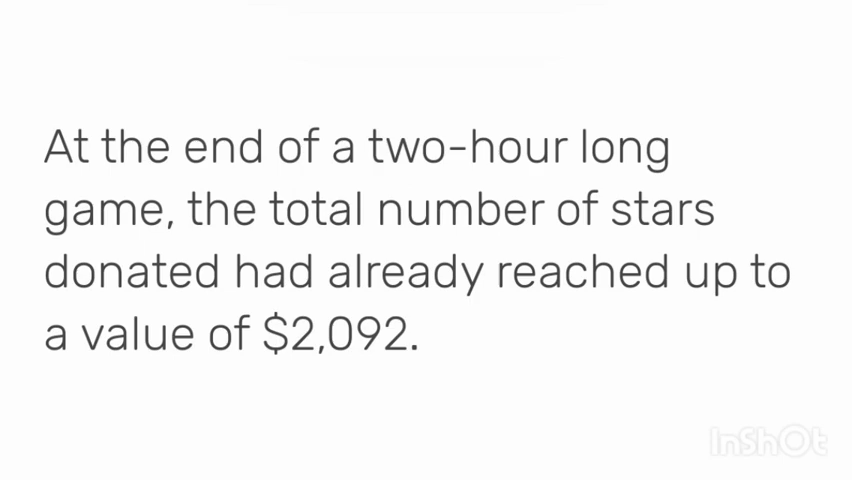 At the end of a two-hour long
game, the total number of stars
donated had already reached up to
a value of $2,092.
InShOt